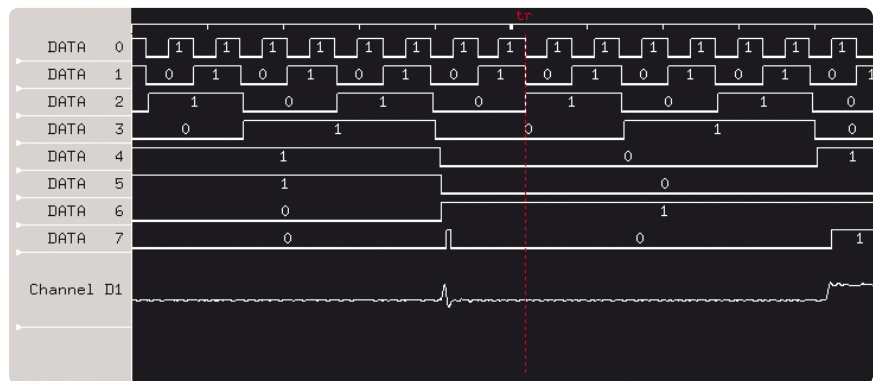 tr
DATA 0 1 1 1 1 1 1 1 1 1 1 1 1 1 1 1
DATA 1 0 1 0 1 0 1 0 1 0 1 0 1 0 1 0 1
DATA 2 1 0 1 0 1 0 1 0
DATA 3 0 1 0 1 0
DATA 4 1 0 1
DATA 5 1 0
DATA 6 0 1
DATA 7 0 0 1
Channel D1